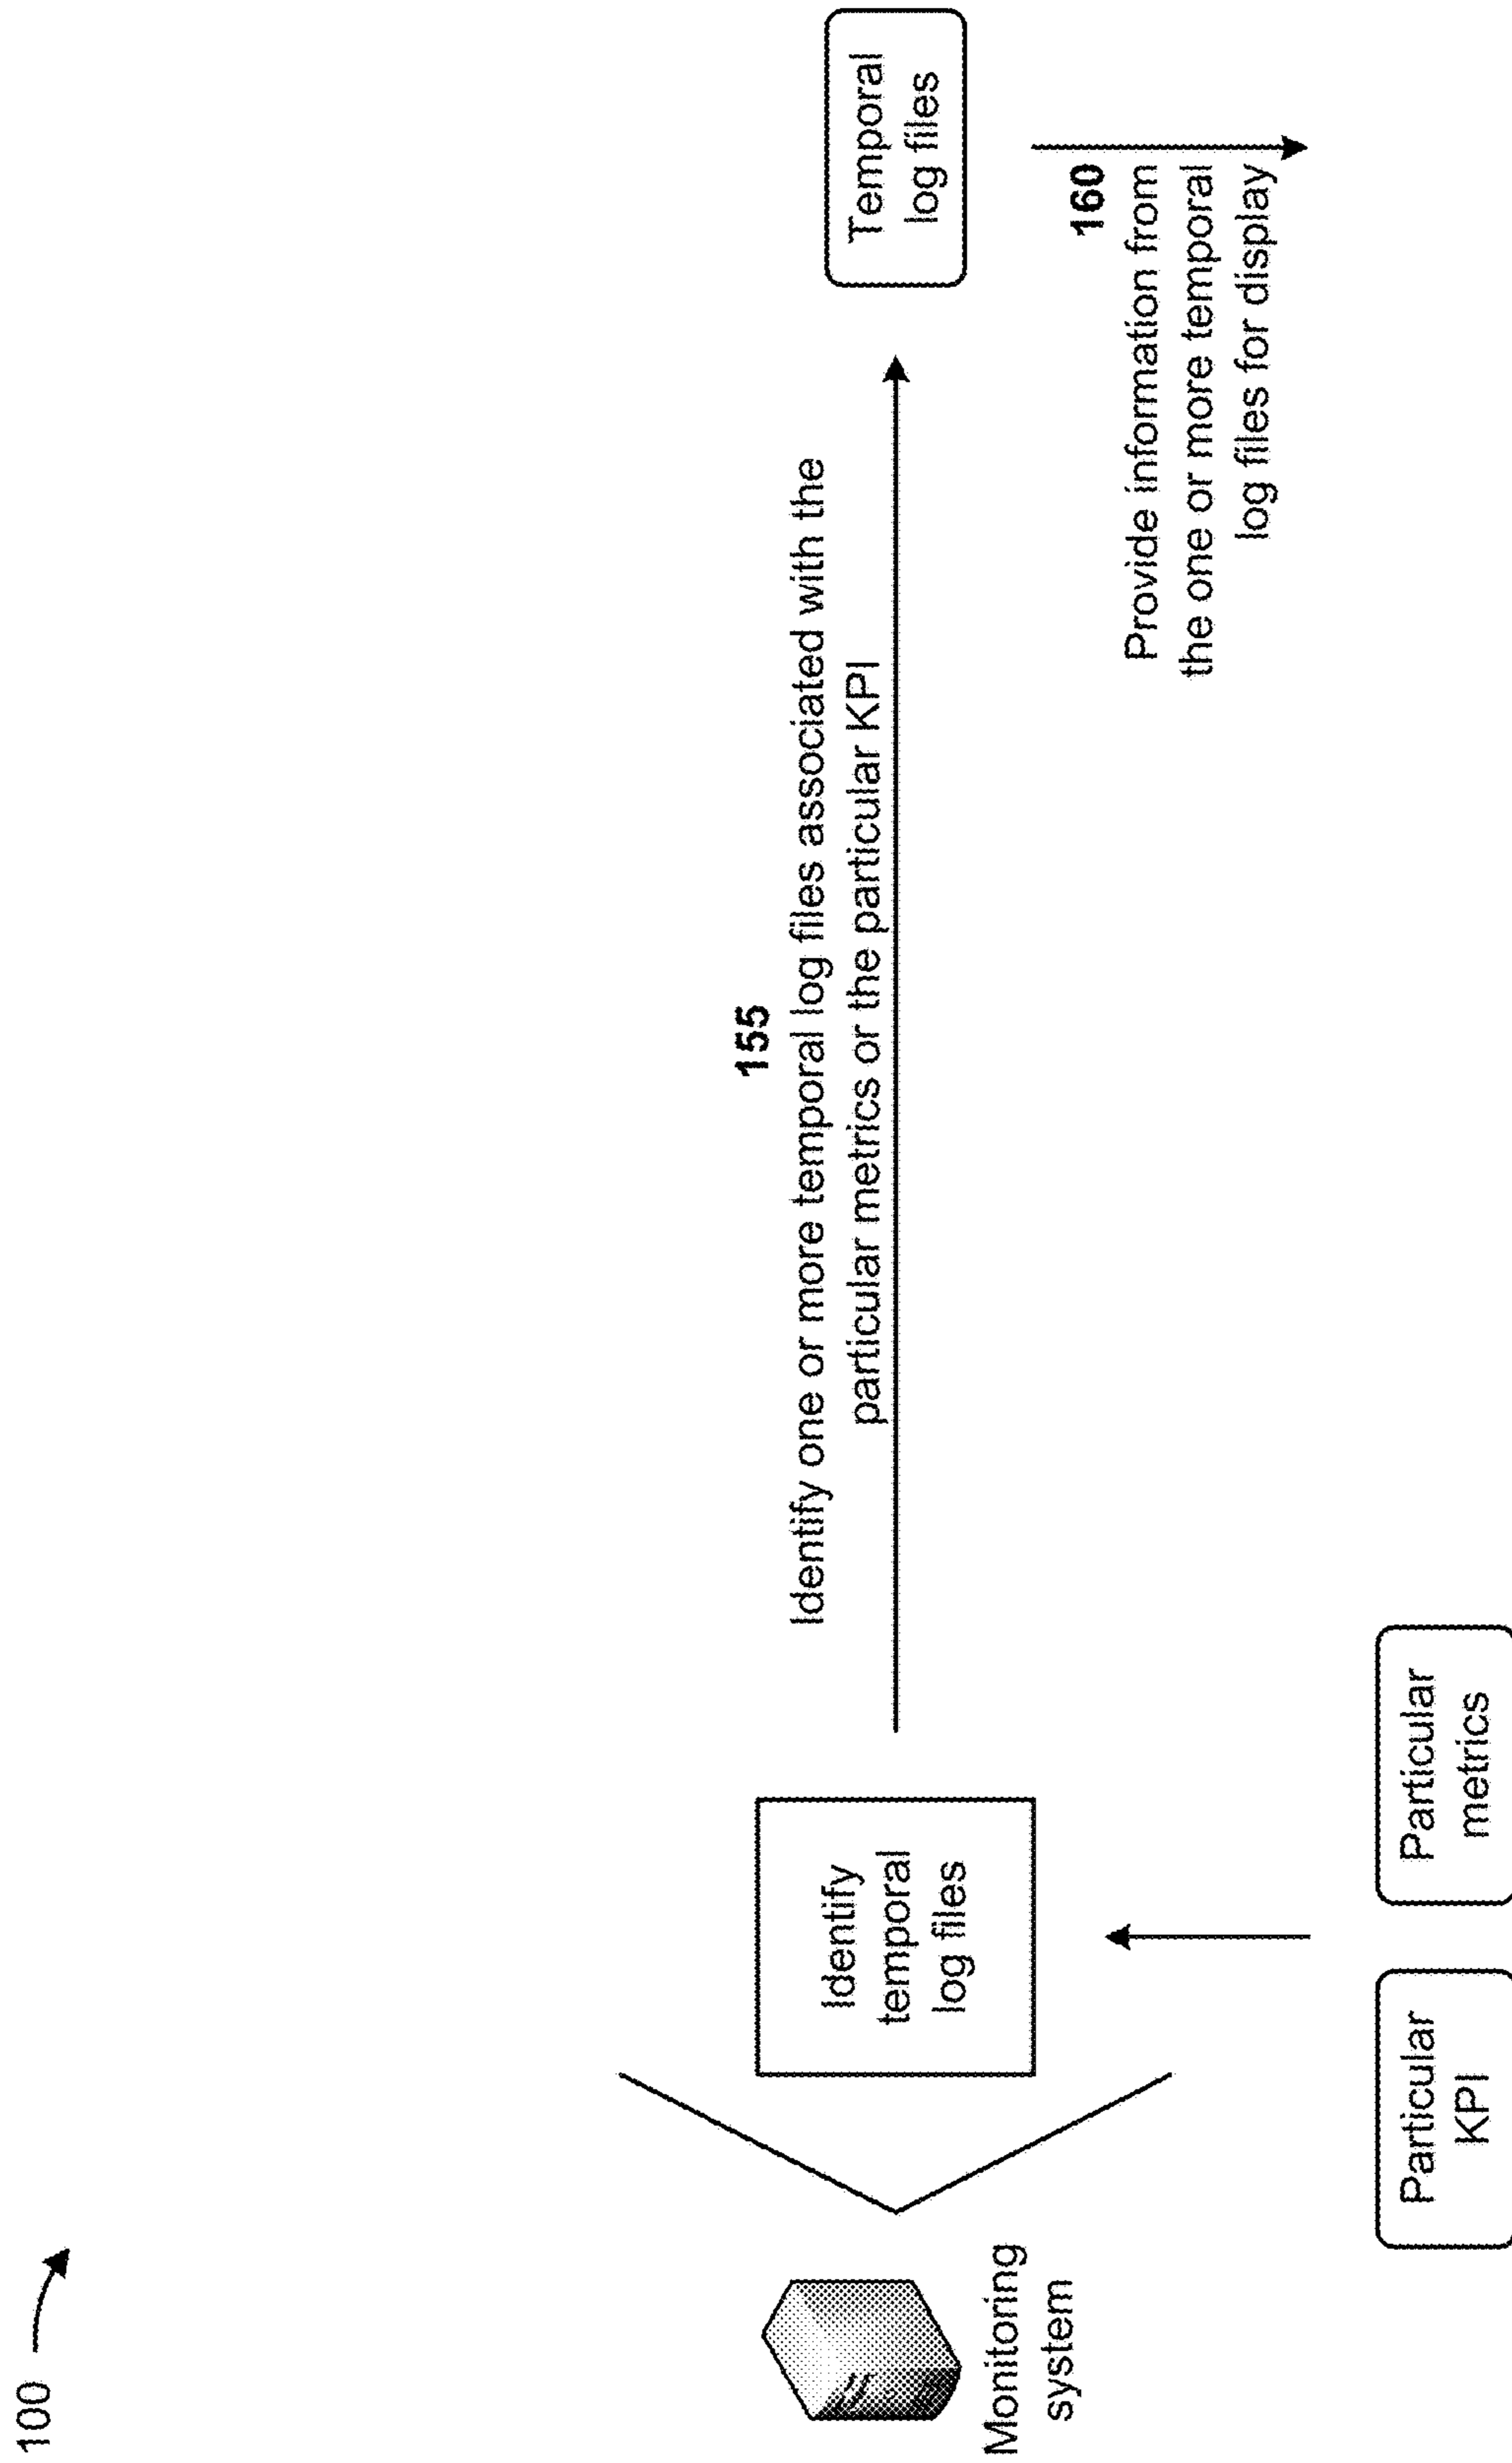 100
155
Identify one or more temporal log files associated with the
particular metrics or the particular KPI
Monitoring
system
Identify
temporal
log files
Temporal
log files
160
Provide information from
the one or more temporal
log files for display
Particular
KPI
Particular
metrics